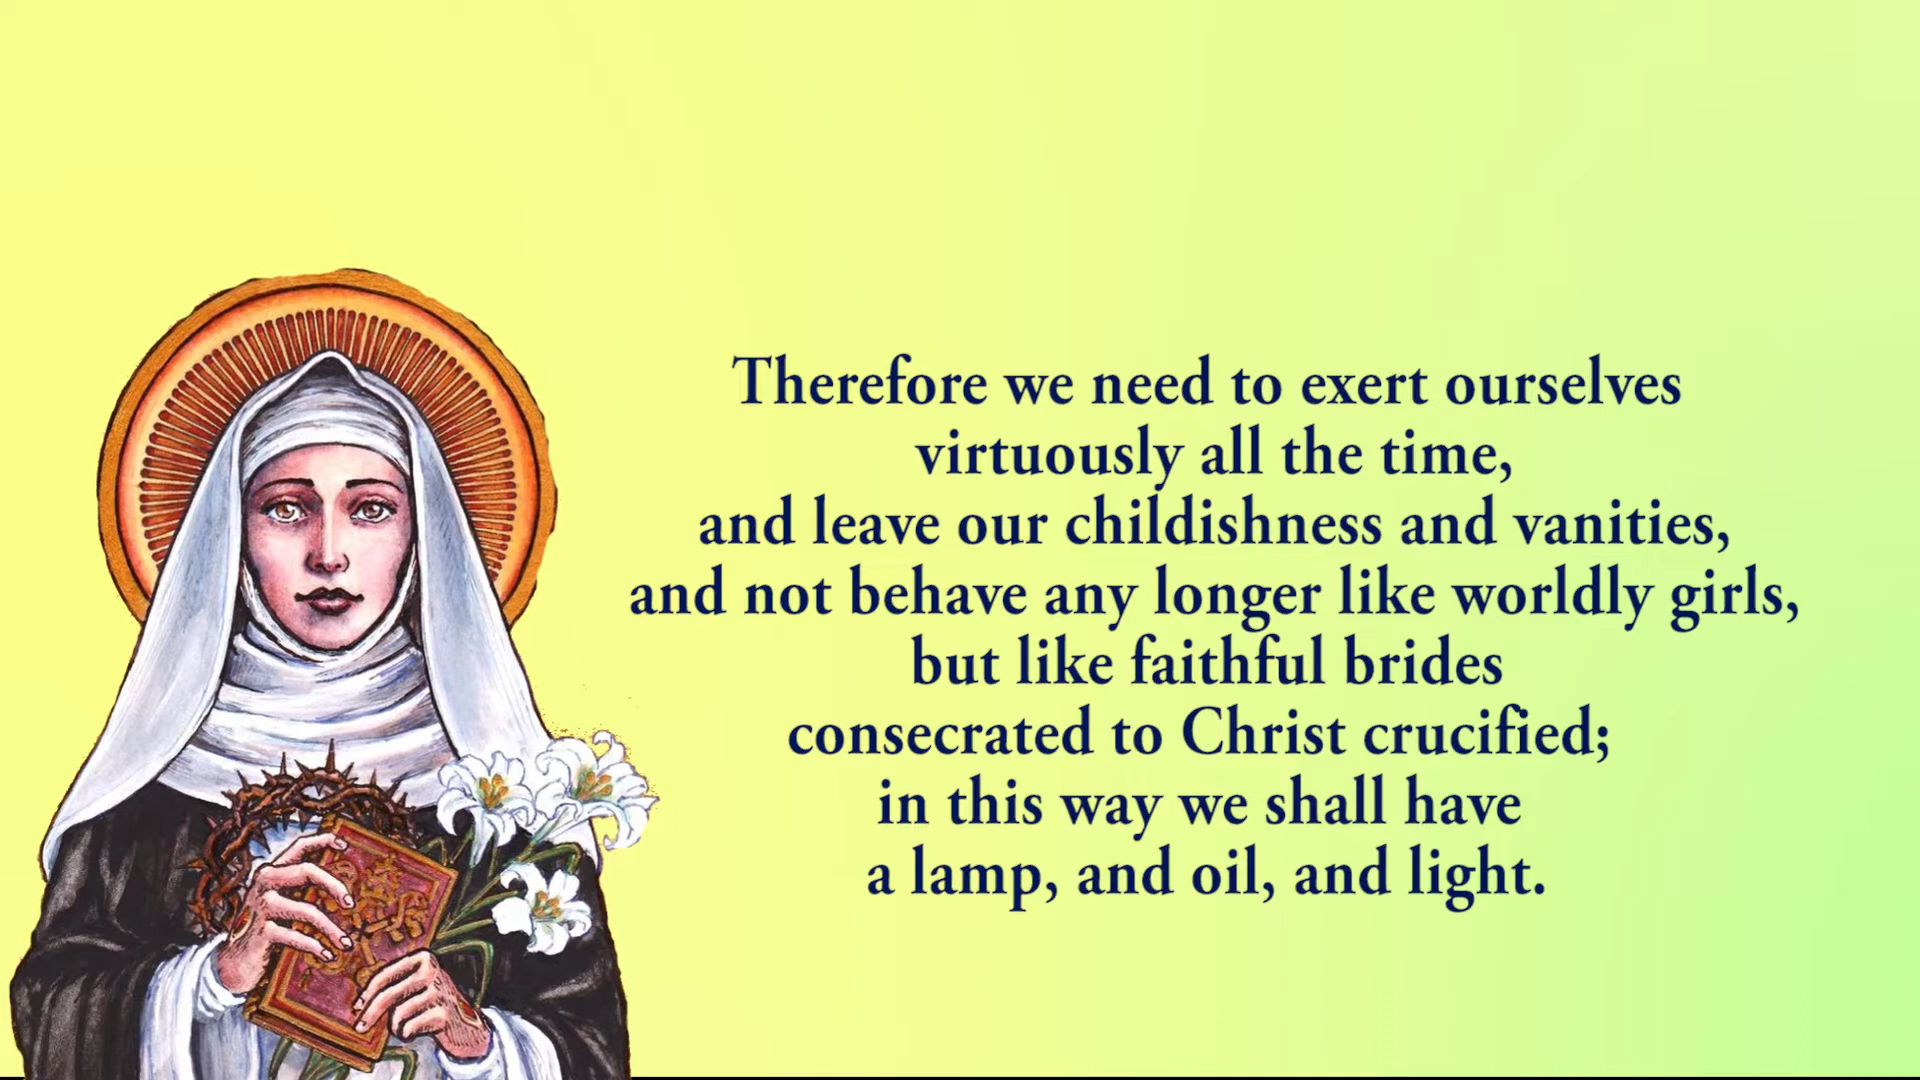 Therefore we need to exert ourselves
virtuously all the time,
and leave our childishness and vanities,
and not behave any longer like worldly girls,
but like faithful brides
consecrated to Christ crucified;
in this way we shall have
a lamp, and oil, and light.